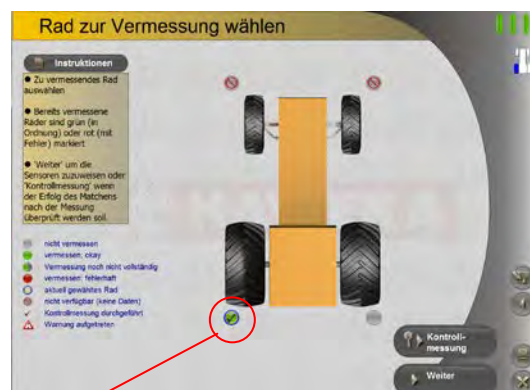 Rad zur Vermessung wählen
Instruktionen
● Zu vermessendes Rad
auswählen
● Bereits vermessene
Räder sind grün (in
Ordnung) oder rot (mit
Fehler) markiert
● 'Weiter' um die
Sensoren zuzuweisen oder
'Kontrollmessung' wenn
der Erfolg des Matchens
nach der Messung
überprüft werden soll.
nicht vermessen
vermessen, okay
Vermessung noch nicht vollständig
vermessen: fehlerhaft
aktuell gewähltes Rad
nicht verfügbar (keine Daten)
Kontrollmessung durchgeführt
Warnung aufgetreten
Kontroll-
messung
Weiter